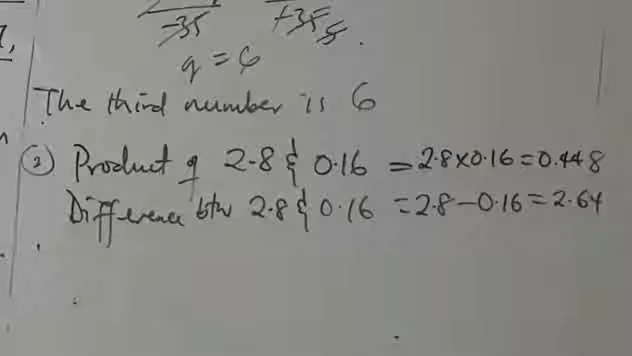 -35 +35
q = 6
The third number is 6
② Product of 2.8 & 0.16 = 2.8×0.16 = 0.448
Difference btw 2.8 & 0.16 = 2.8 - 0.16 = 2.64